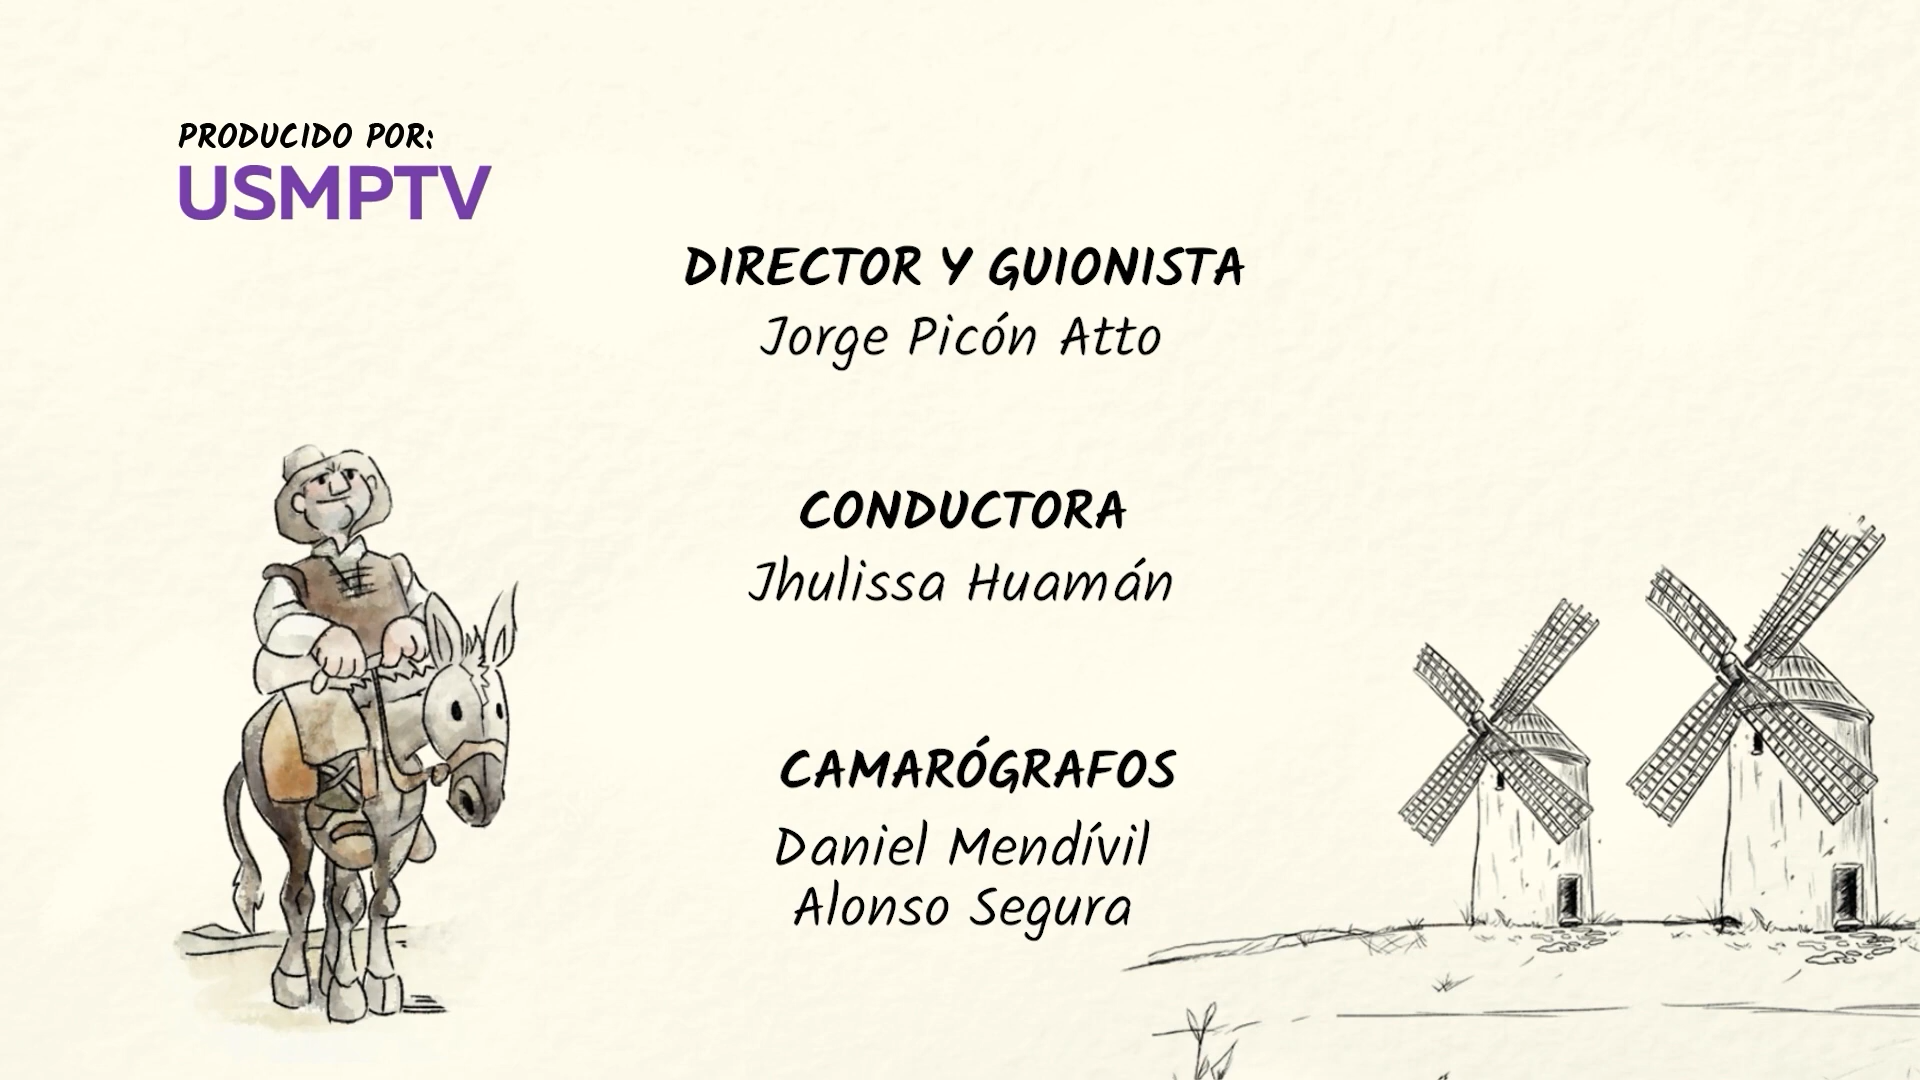 PRODUCIDO POR:
USMPTV
DIRECTOR Y GUIONISTA
Jorge Picón Atto
CONDUCTORA
Jhulissa Huamán
CAMARÓGRAFOS
Daniel Mendívil
Alonso Segura